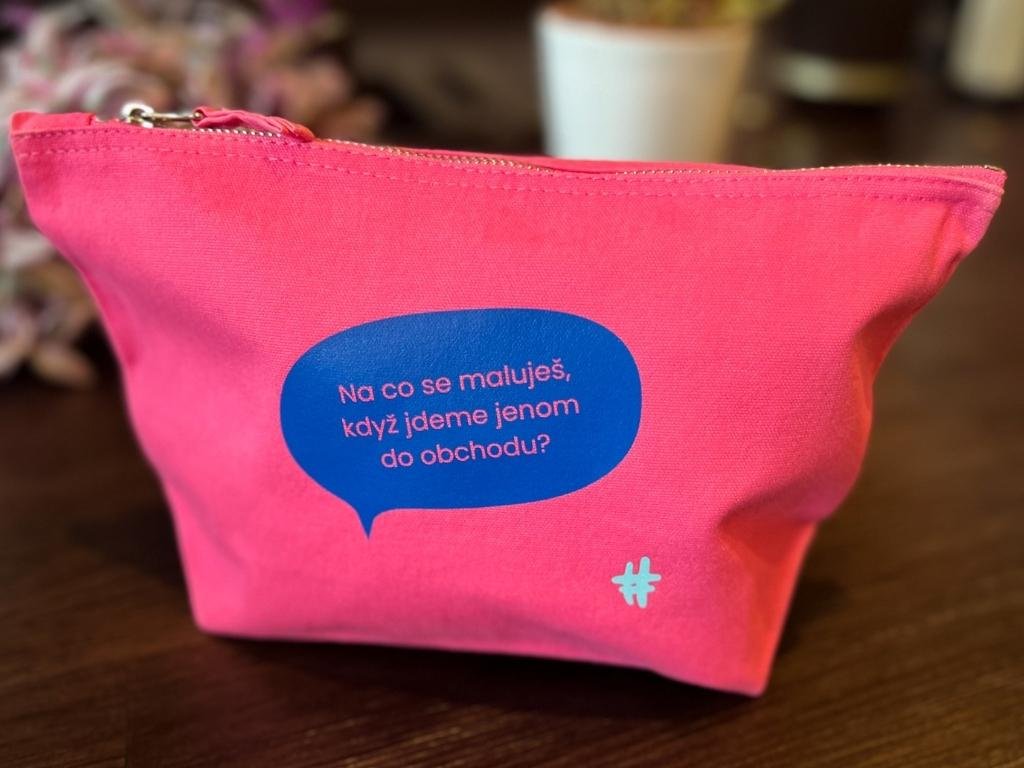 Na co se maluješ,
když jdeme jenom
do obchodu?
#